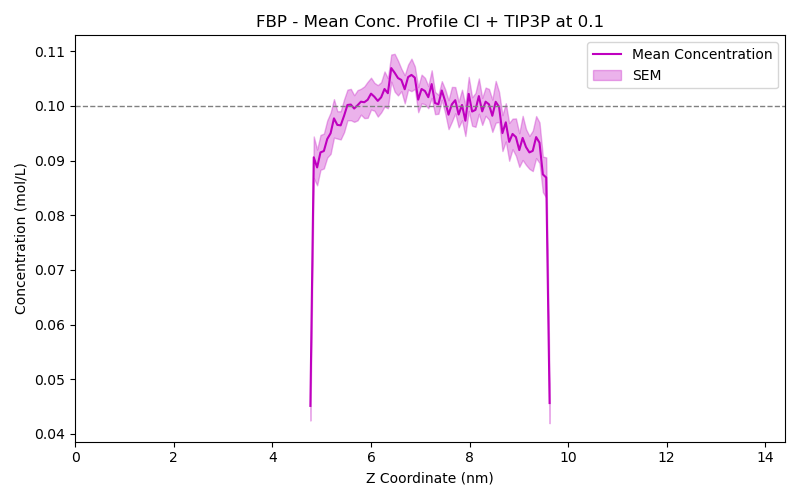 FBP - Mean Conc. Profile Cl + TIP3P at 0.1
Mean Concentration
SEM
0.11
0.10
0.09
0.08
0.07
0.06
0.05
0.04
Concentration (mol/L)
0 2 4 6 8 10 12 14
Z Coordinate (nm)